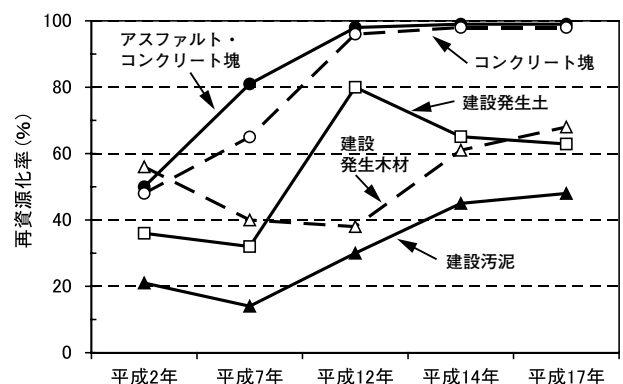 100
80
60
40
20
0
再資源化率(%)
アスファルト・
コンクリート塊
コンクリート塊
建設発生土
建設
発生木材
建設汚泥
平成2年
平成7年
平成12年
平成14年
平成17年